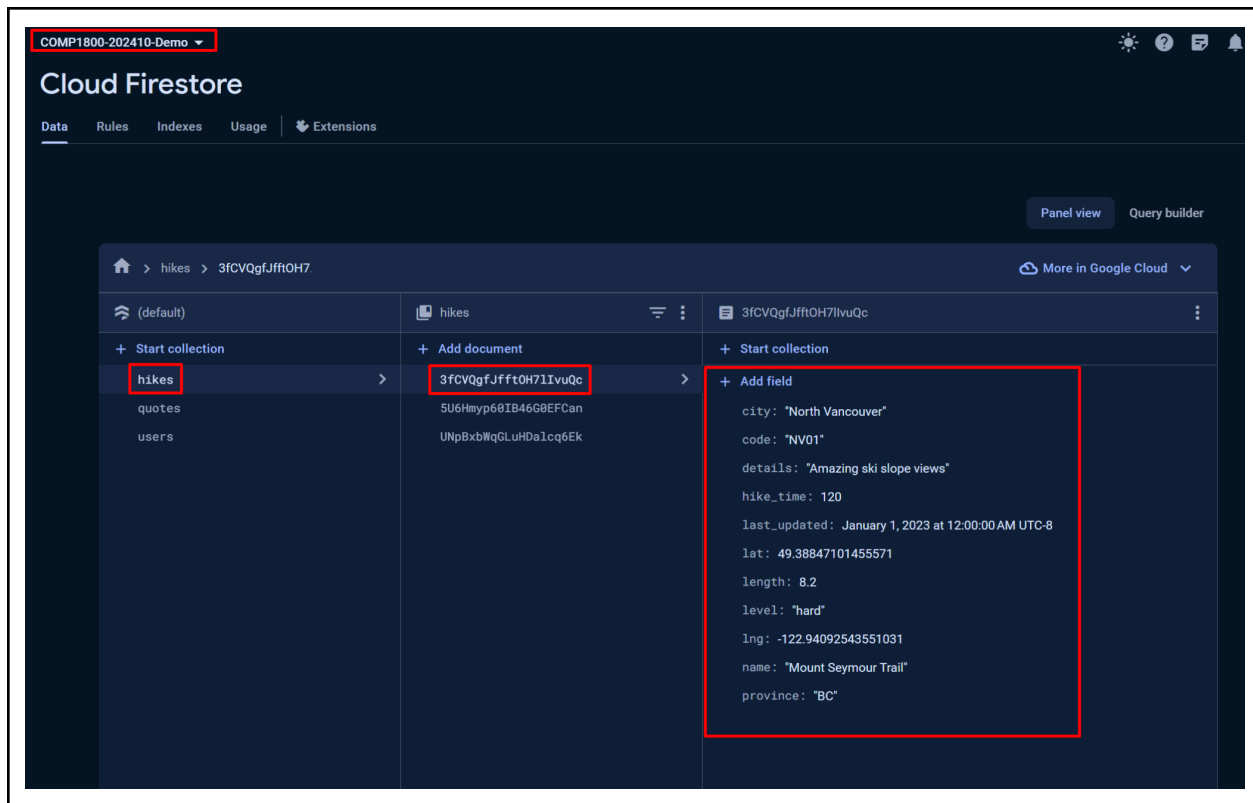 COMP1800-202410-Demo
Cloud Firestore
Data Rules Indexes Usage Extensions
Panel view Query builder
hikes > 3fCVQgfJfftOH7.
More in Google Cloud
(default)
hikes
3fCVQgfJfftOH7lIvuQc
+ Start collection
+ Add document
+ Start collection
hikes
quotes
users
3fCVQgfJfftOH7lIvuQc
5U6Hmyp60IB46G0EFCan
UNpBxbWqGLuHDalcq6Ek
+ Add field
city: "North Vancouver"
code: "NV01"
details: "Amazing ski slope views"
hike_time: 120
last_updated: January 1, 2023 at 12:00:00 AM UTC-8
lat: 49.38847101455571
length: 8.2
level: "hard"
lng: -122.94092543551031
name: "Mount Seymour Trail"
province: "BC"